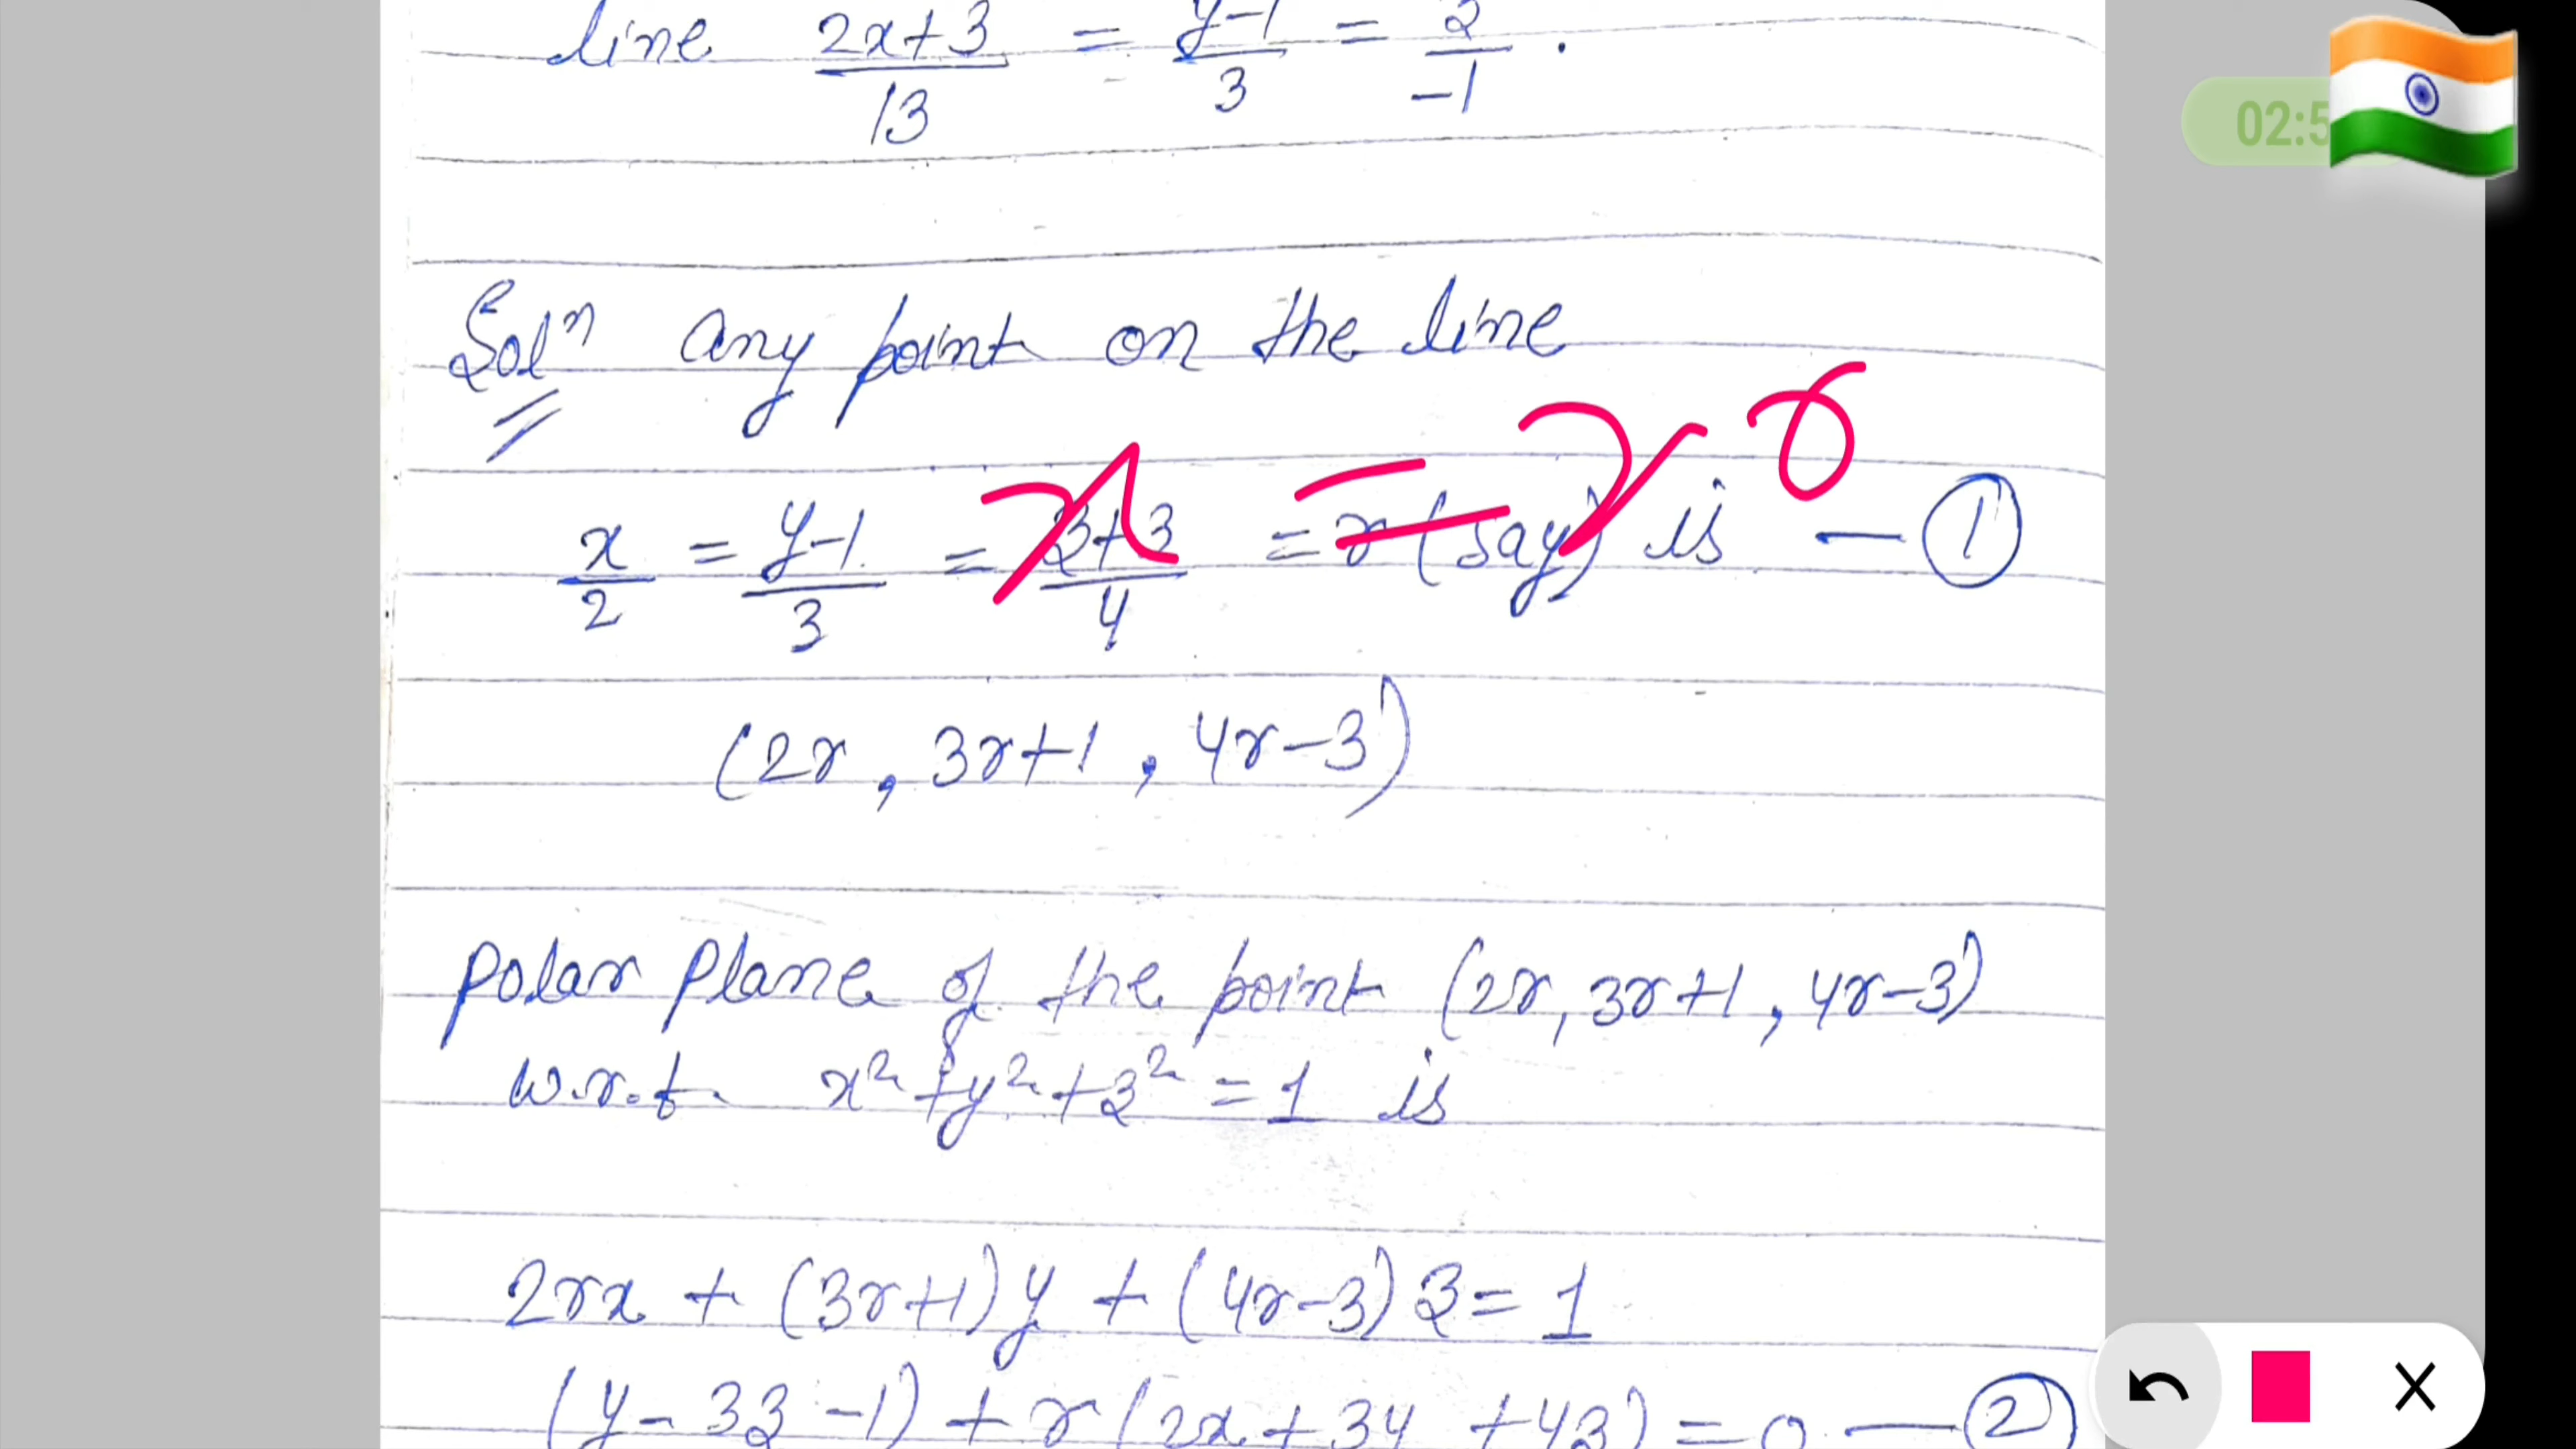 line (2x+3)/13 = (y-1)/3 = z/-1 .
02:5
Solⁿ any point on the line
x/2 = (y-1)/3 = (z+3)/4 = r (say) is — ①
x = y r
(2r, 3r+1, 4r-3)
polar plane of the point (2r, 3r+1, 4r-3)
w.r.t x²+y²+z² = 1 is
2rx + (3r+1)y + (4r-3)z = 1
(y-3z-1) + r(2x+3y+4z) = 0 — ②